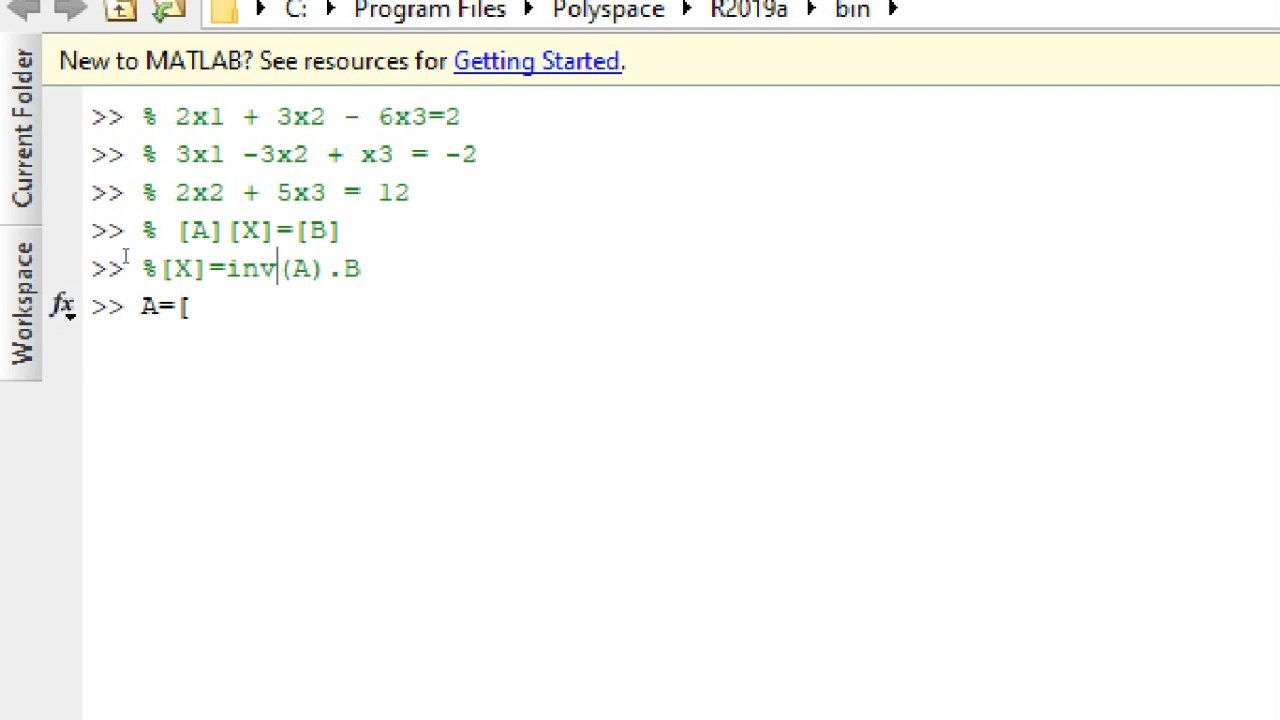 C: Program Files Polyspace R2019a bin
New to MATLAB? See resources for Getting Started.
Current Folder
Workspace
>> % 2x1 + 3x2 - 6x3=2
>> % 3x1 -3x2 + x3 = -2
>> % 2x2 + 5x3 = 12
>> % [A][X]=[B]
>> %[X]=inv(A).B
fx >> A=[